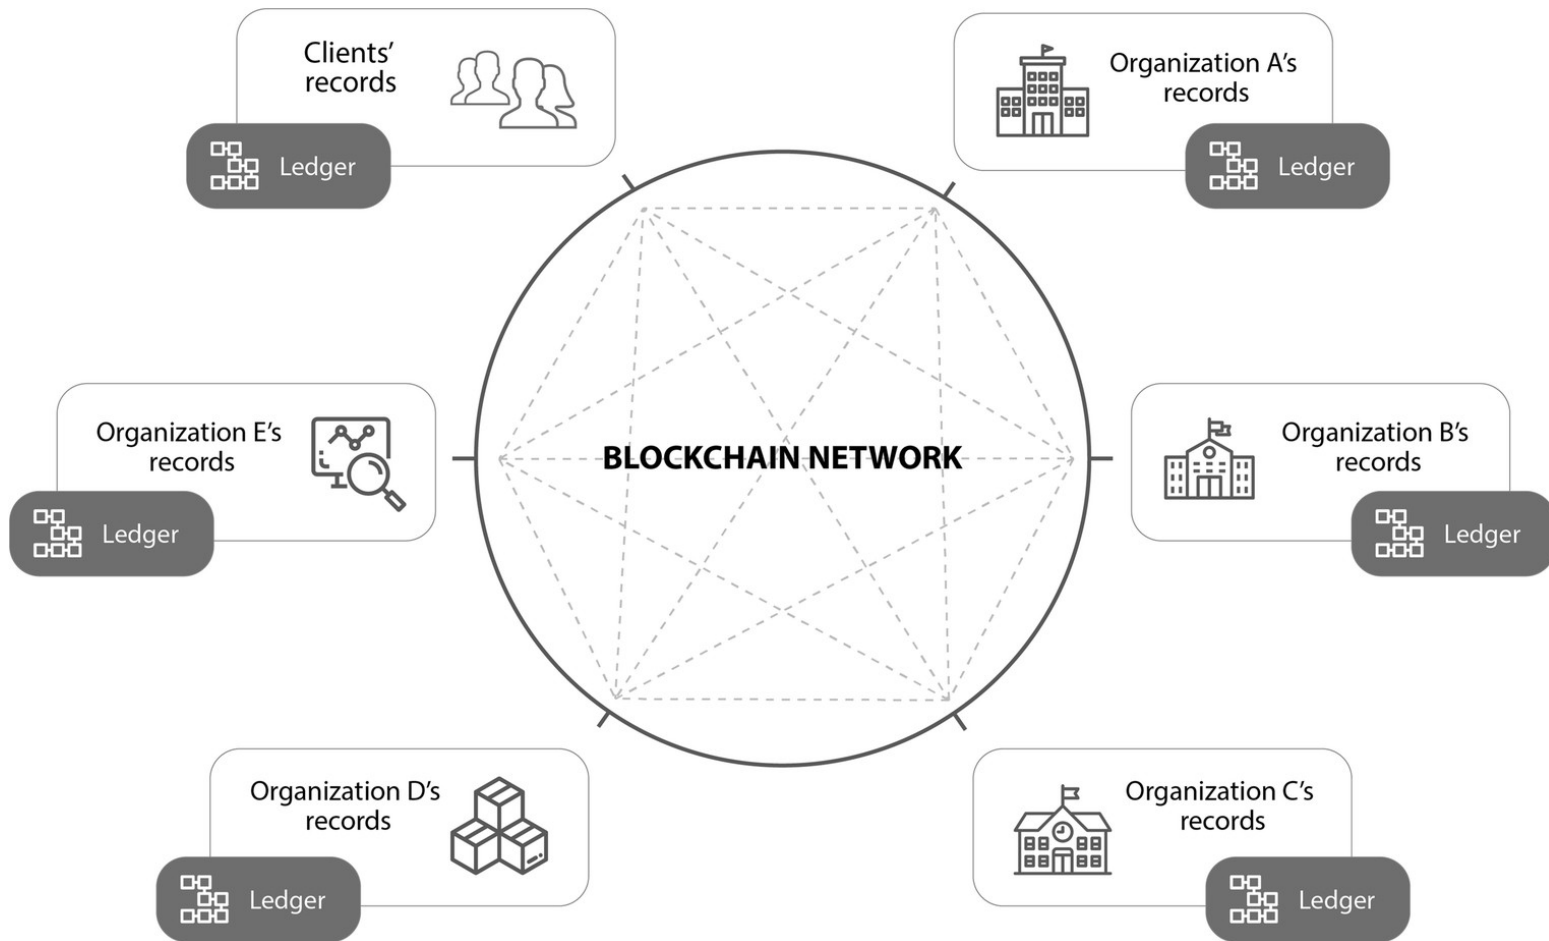 Clients’
records
Ledger
Organization A’s
records
Ledger
Organization E’s
records
Ledger
BLOCKCHAIN NETWORK
Organization B’s
records
Ledger
Organization D’s
records
Ledger
Organization C’s
records
Ledger